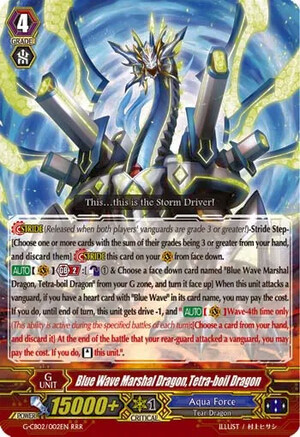 4
GRADE
This...this is the Storm Driver!
STRIDE (Released when both players' vanguards are grade 3 or greater!)-Stride Step-
[Choose one or more cards with the sum of their grades being 3 or greater from your hand,
and discard them] STRIDE this card on your (V) from face down.
AUTO (V) 1/Turn: [(1) & Choose a face down card named "Blue Wave Marshal
Dragon, Tetra-boil Dragon" from your G zone, and turn it face up] When this unit attacks a
vanguard, if you have a heart card with "Blue Wave" in its card name, you may pay the cost.
If you do, until end of turn, this unit gets drive -1, and "AUTO (V) Wave-4th time only
(This ability is active during the specified battles of each turn): [Choose a card from your hand,
and discard it] At the end of the battle that your rear-guard attacked a vanguard, you may
pay the cost. If you do, this unit."
G
UNIT
Blue Wave Marshal Dragon, Tetra-boil Dragon
POWER
15000+
1
CRITICAL
Aqua Force
Tear Dragon
G-CB02/002EN RRR
ILLUST / 村上ヒサシ